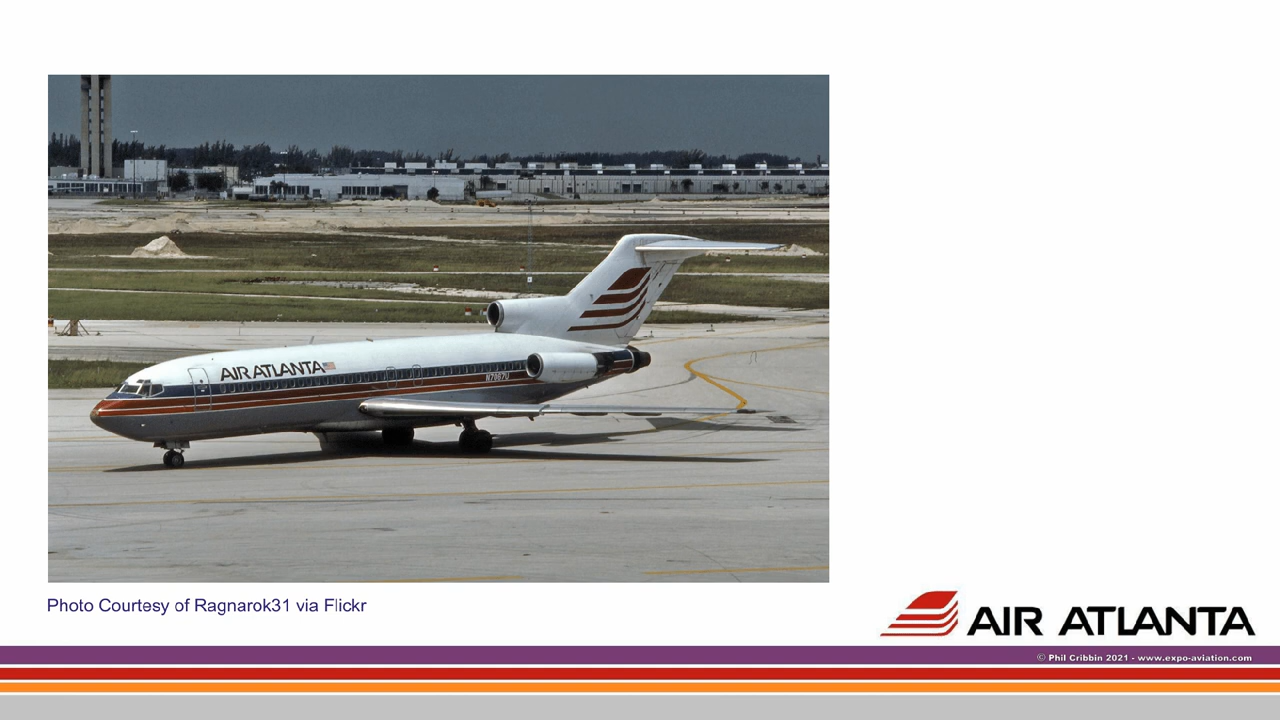 AIR ATLANTA
Photo Courtesy of Ragnarok31 via Flickr
AIR ATLANTA
© Phil Cribbin 2021 - www.expo-aviation.com